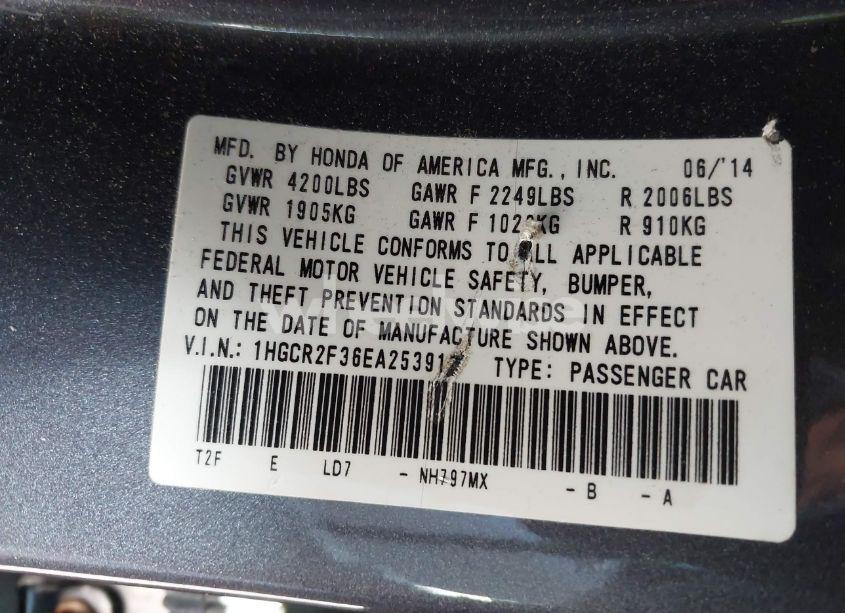 MFD. BY HONDA OF AMERICA MFG., INC. 06/'14
GVWR 4200LBS GAWR F 2249LBS R 2006LBS
GVWR 1905KG GAWR F R 910KG
THIS VEHICLE CONFORMS TO ALL APPLICABLE
FEDERAL MOTOR VEHICLE SAFETY, BUMPER,
AND THEFT PREVENTION STANDARDS IN EFFECT
ON THE DATE OF MANUFACTURE SHOWN ABOVE.
V.I.N.: TYPE: PASSENGER CAR
T2F E LD7 - NH797MX - B - A